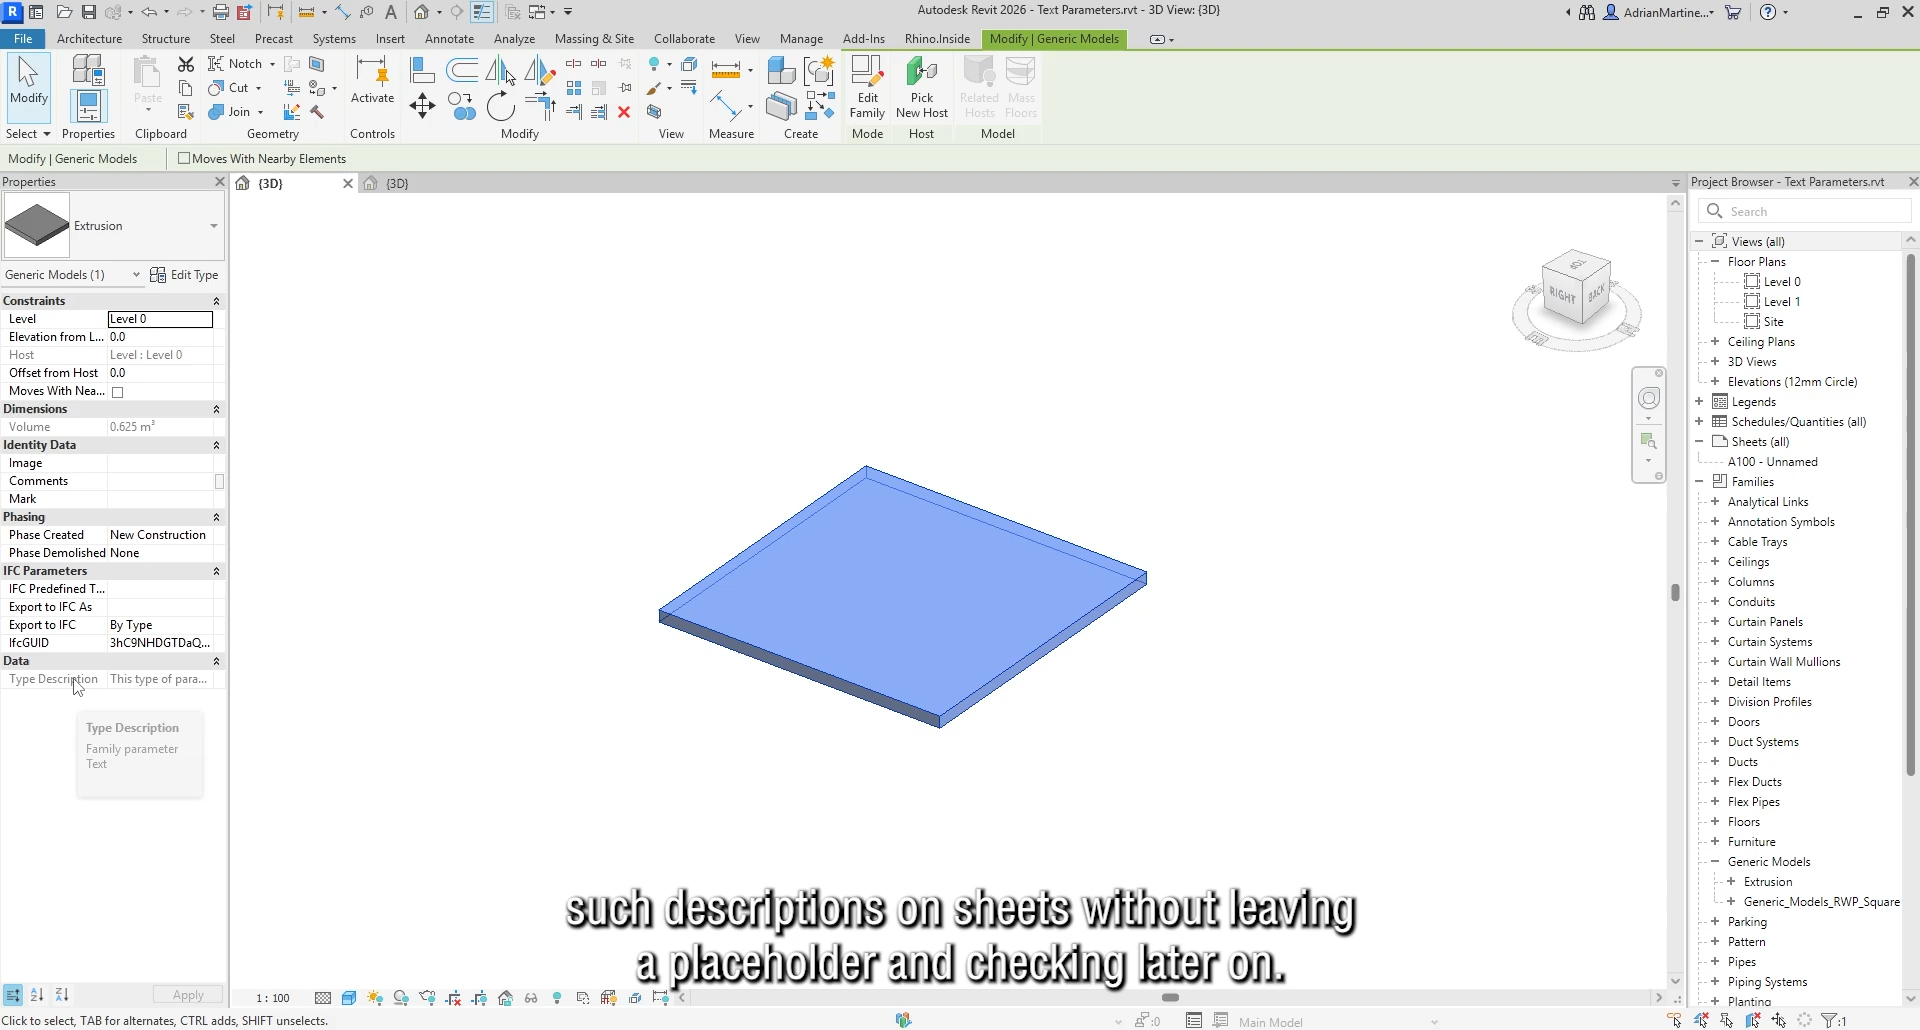 Autodesk Revit 2026 - Text Parameters.rvt - 3D View: {3D}
AdrianMartine...
File Architecture Structure Steel Precast Systems Insert Annotate Analyze Massing & Site Collaborate View Manage Add-Ins Rhino.Inside Modify | Generic Models
Modify
Paste
Notch
Cut
Join
Activate
Edit
Family
Pick
New Host
Related
Hosts
Mass
Floors
Select Properties Clipboard Geometry Controls Modify View Measure Create Mode Host Model
Modify | Generic Models Moves With Nearby Elements
Properties
Extrusion
Generic Models (1) Edit Type
Constraints
Level Level 0
Elevation from L... 0.0
Host Level : Level 0
Offset from Host 0.0
Moves With Nea...
Dimensions
Volume 0.625 m³
Identity Data
Image
Comments
Mark
Phasing
Phase Created New Construction
Phase Demolished None
IFC Parameters
IFC Predefined T...
Export to IFC As
Export to IFC By Type
IfcGUID 3hC9NHDGTDaQ...
Data
Type Description This type of para...
Type Description
Family parameter
Text
Apply
{3D} {3D}
TOP
RIGHT
BACK
such descriptions on sheets without leaving
a placeholder and checking later on.
1 : 100
Project Browser - Text Parameters.rvt
Search
Views (all)
Floor Plans
Level 0
Level 1
Site
Ceiling Plans
3D Views
Elevations (12mm Circle)
Legends
Schedules/Quantities (all)
Sheets (all)
A100 - Unnamed
Families
Analytical Links
Annotation Symbols
Cable Trays
Ceilings
Columns
Conduits
Curtain Panels
Curtain Systems
Curtain Wall Mullions
Detail Items
Division Profiles
Doors
Duct Systems
Ducts
Flex Ducts
Flex Pipes
Floors
Furniture
Generic Models
Extrusion
Generic_Models_RWP_Square
Parking
Pattern
Pipes
Piping Systems
Planting
Click to select, TAB for alternates, CTRL adds, SHIFT unselects.
:0
Main Model
:1